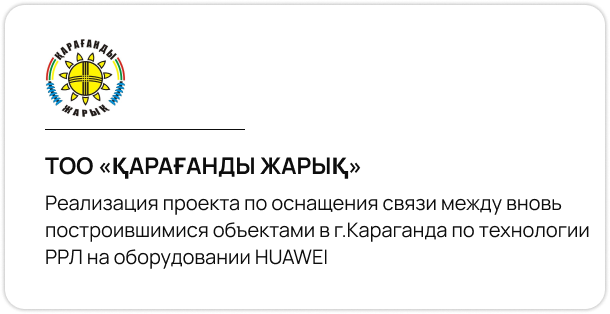 ҚАРАҒАНДЫ
ЖАРЫҚ
ТОО «ҚАРАҒАНДЫ ЖАРЫҚ»
Реализация проекта по оснащения связи между вновь
построившимися объектами в г.Караганда по технологии
РРЛ на оборудовании HUAWEI